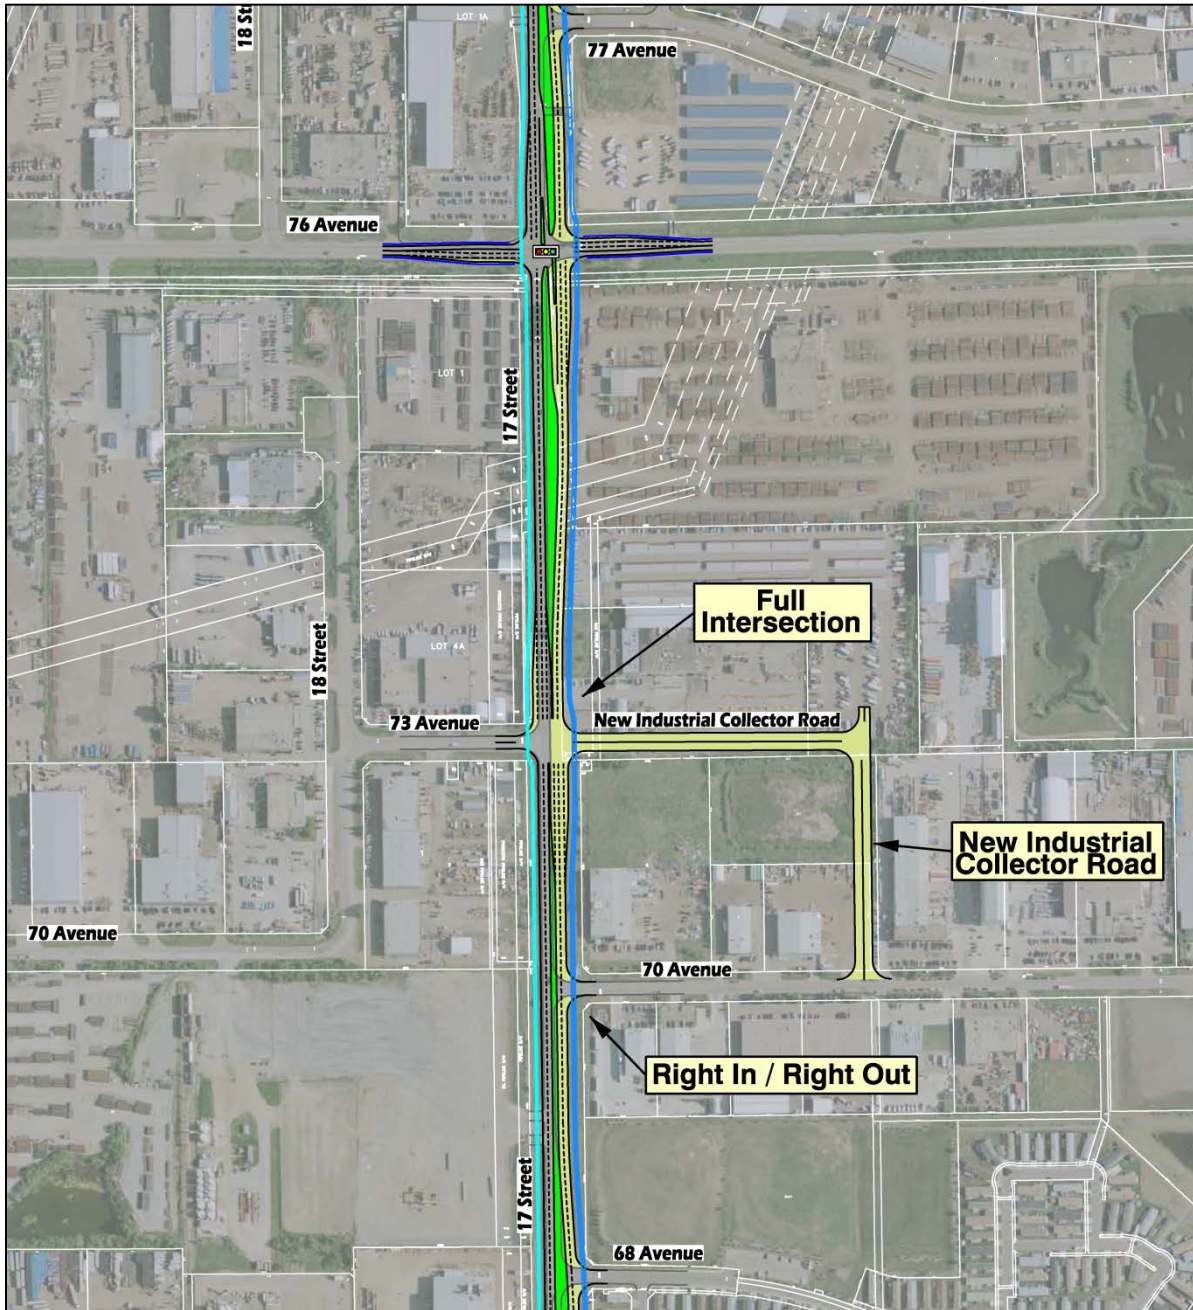 18 St
LOT 1A
77 Avenue
76 Avenue
LOT 1
17 Street
Full
Intersection
LOT 4A
18 Street
73 Avenue
New Industrial Collector Road
New Industrial
Collector Road
70 Avenue
70 Avenue
Right In / Right Out
17 Street
68 Avenue